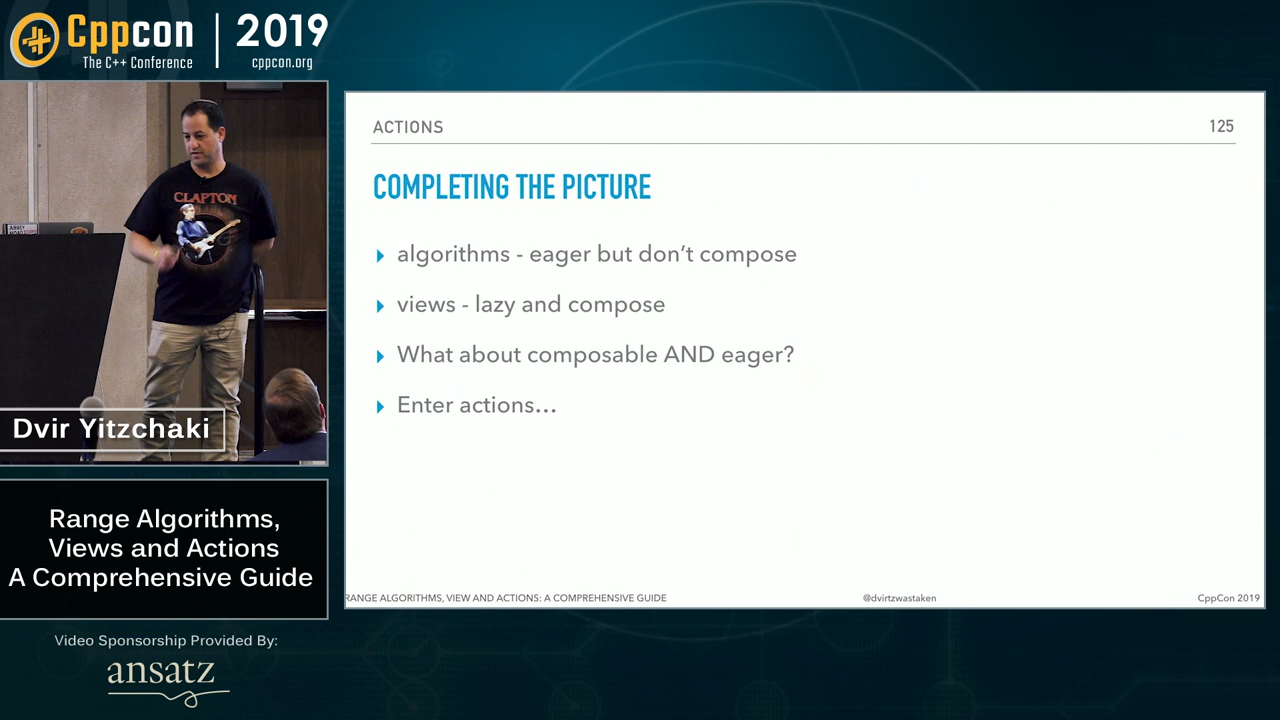 Cppcon
The C++ Conference
2019
cppcon.org
CLAPTON
Dvir Yitzchaki
Range Algorithms,
Views and Actions
A Comprehensive Guide
Video Sponsorship Provided By:
ansatz
ACTIONS
125
COMPLETING THE PICTURE
algorithms - eager but don’t compose
views - lazy and compose
What about composable AND eager?
Enter actions…
RANGE ALGORITHMS, VIEW AND ACTIONS: A COMPREHENSIVE GUIDE
@dvirtzwastaken
CppCon 2019